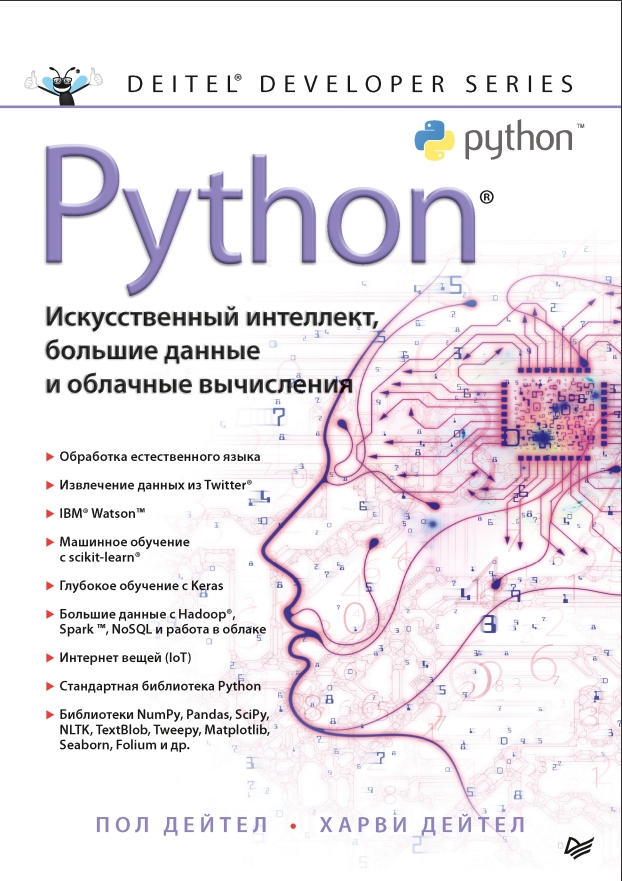 DEITEL® DEVELOPER SERIES
python™
Python®
Искусственный интеллект,
большие данные
и облачные вычисления
▶ Обработка естественного языка
▶ Извлечение данных из Twitter®
▶ IBM® Watson™
▶ Машинное обучение
с scikit-learn®
▶ Глубокое обучение с Keras
▶ Большие данные с Hadoop®,
Spark ™, NoSQL и работа в облаке
▶ Интернет вещей (IoT)
▶ Стандартная библиотека Python
▶ Библиотеки NumPy, Pandas, SciPy,
NLTK, TextBlob, Tweepy, Matplotlib,
Seaborn, Folium и др.
ПОЛ ДЕЙТЕЛ • ХАРВИ ДЕЙТЕЛ